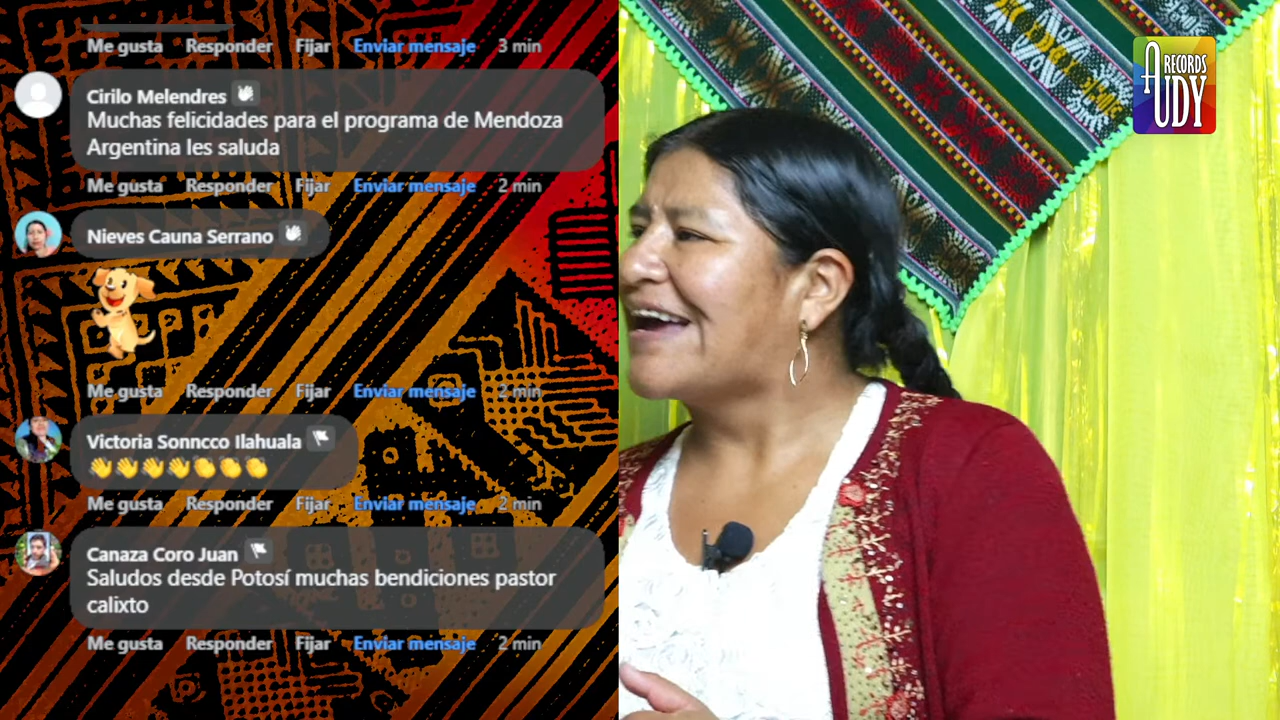 Me gusta Responder Fijar Enviar mensaje 3 min
Cirilo Melendres
Muchas felicidades para el programa de Mendoza
Argentina les saluda
Me gusta Responder Fijar Enviar mensaje 2 min
Nieves Cauna Serrano
Me gusta Responder Fijar Enviar mensaje 2 min
Victoria Sonncco Ilahuala
👋👋👋👋👏👏👏
Me gusta Responder Fijar Enviar mensaje 2 min
Canaza Coro Juan
Saludos desde Potosí muchas bendiciones pastor
calixto
Me gusta Responder Fijar Enviar mensaje 2 min
AUDY RECORDS